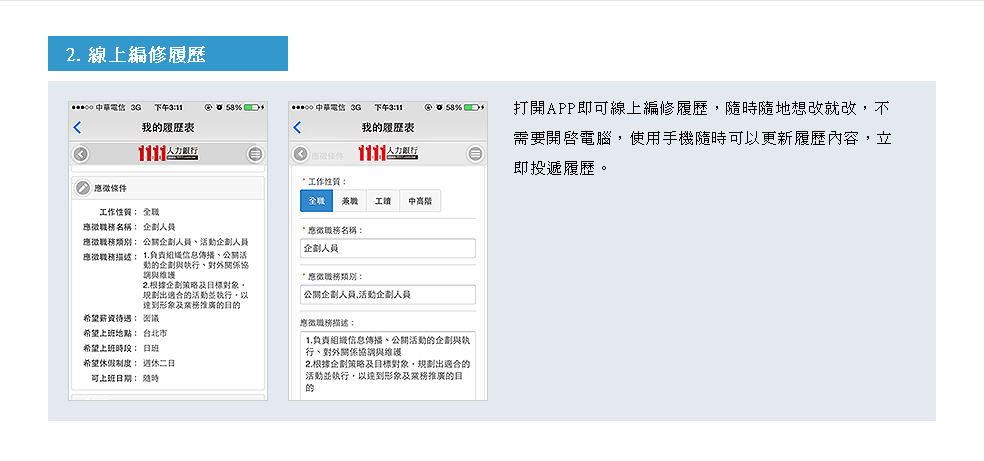 2. 線上編修履歷
●●●○○ 中華電信 3G 下午3:11 58%
我的履歷表
1111 人力銀行
應徵條件
工作性質： 全職
應徵職務名稱： 企劃人員
應徵職務類別： 公關企劃人員、活動企劃人員
應徵職務描述： 1.負責組織信息傳播、公關活
動的企劃與執行、對外關係協
調與維護
2.根據企劃策略及目標對象，
規劃出適合的活動並執行，以
達到形象及業務推廣的目的
希望薪資待遇： 面議
希望上班地點： 台北市
希望上班時段： 日班
希望休假制度： 週休二日
可上班日期： 隨時
●●●○○ 中華電信 3G 下午3:11 58%
我的履歷表
應徵條件
1111 人力銀行
* 工作性質：
全職 兼職 工讀 中高階
* 應徵職務名稱：
企劃人員
* 應徵職務類別：
公關企劃人員,活動企劃人員
應徵職務描述：
1.負責組織信息傳播、公關活動的企劃與執
行、對外關係協調與維護
2.根據企劃策略及目標對象，規劃出適合的
活動並執行，以達到形象及業務推廣的目
的
打開APP即可線上編修履歷，隨時隨地想改就改，不
需要開啓電腦，使用手機隨時可以更新履歷內容，立
即投遞履歷。